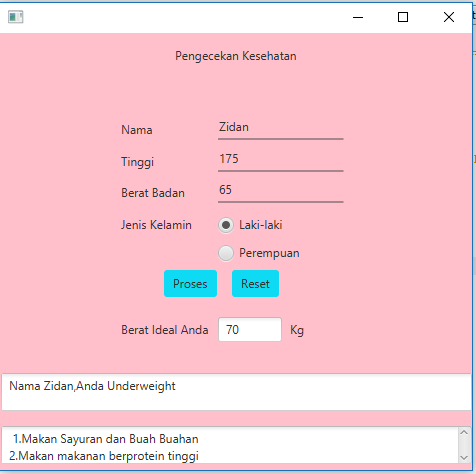 Pengecekan Kesehatan
Nama Zidan
Tinggi 175
Berat Badan 65
Jenis Kelamin Laki-laki
Perempuan
Proses Reset
Berat Ideal Anda 70 Kg
Nama Zidan,Anda Underweight
1.Makan Sayuran dan Buah Buahan
2.Makan makanan berprotein tinggi